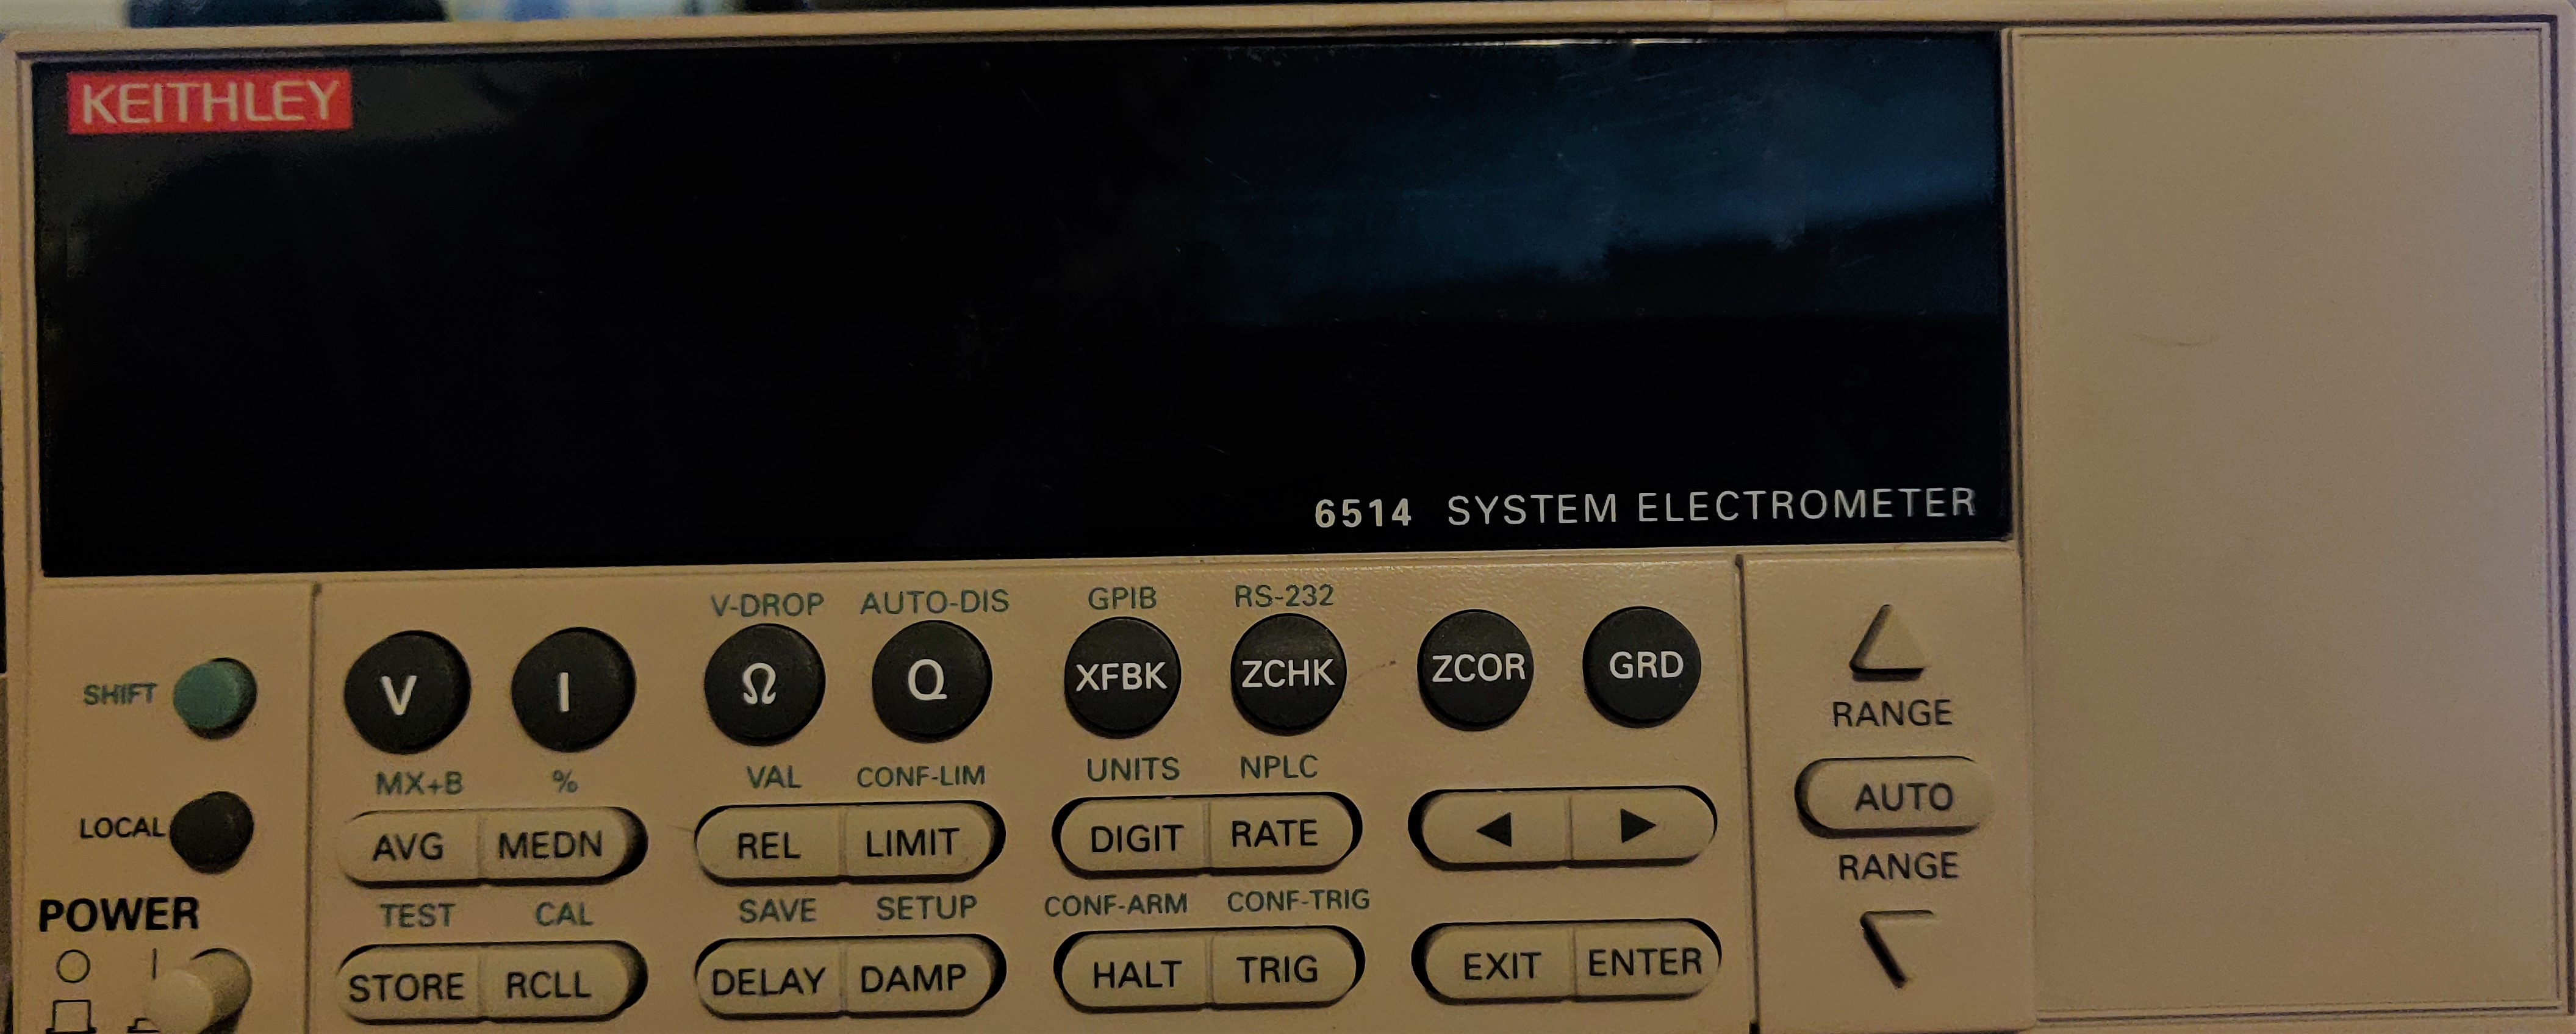 KEITHLEY
6514 SYSTEM ELECTROMETER
V-DROP AUTO-DIS GPIB RS-232
SHIFT V I Ω Q XFBK ZCHK ZCOR GRD
RANGE
MX+B % VAL CONF-LIM UNITS NPLC
LOCAL AVG MEDN REL LIMIT DIGIT RATE ◀ ▶ AUTO
RANGE
POWER TEST CAL SAVE SETUP CONF-ARM CONF-TRIG
STORE RCLL DELAY DAMP HALT TRIG EXIT ENTER